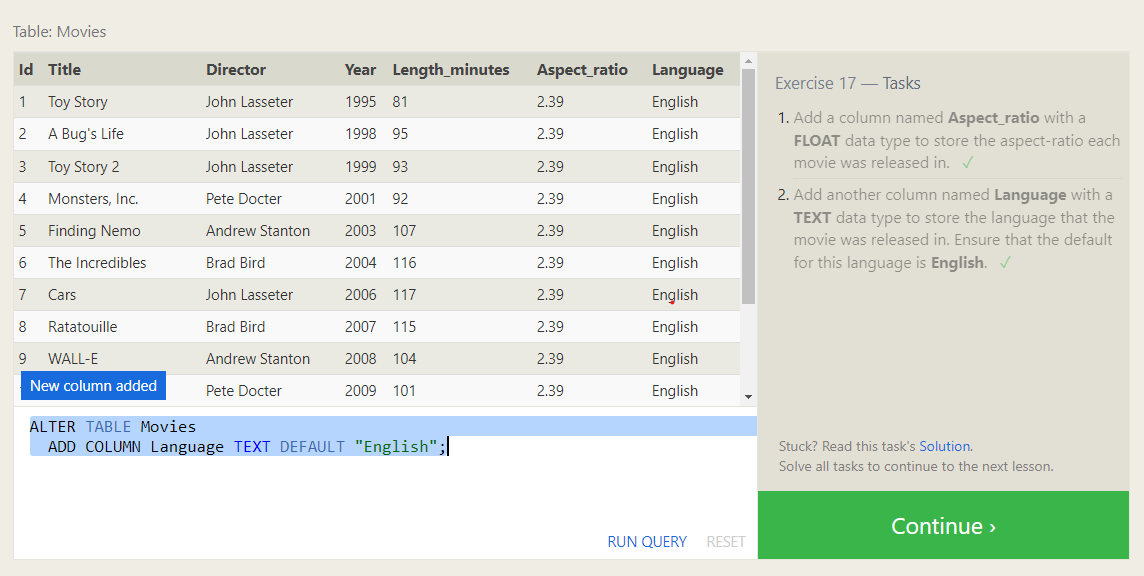 Table: Movies
Id Title Director Year Length_minutes Aspect_ratio Language
1 Toy Story John Lasseter 1995 81 2.39 English
2 A Bug's Life John Lasseter 1998 95 2.39 English
3 Toy Story 2 John Lasseter 1999 93 2.39 English
4 Monsters, Inc. Pete Docter 2001 92 2.39 English
5 Finding Nemo Andrew Stanton 2003 107 2.39 English
6 The Incredibles Brad Bird 2004 116 2.39 English
7 Cars John Lasseter 2006 117 2.39 English
8 Ratatouille Brad Bird 2007 115 2.39 English
9 WALL-E Andrew Stanton 2008 104 2.39 English
Pete Docter 2009 101 2.39 English
New column added
ALTER TABLE Movies
ADD COLUMN Language TEXT DEFAULT "English";
RUN QUERY RESET
Exercise 17 — Tasks
1. Add a column named Aspect_ratio with a
FLOAT data type to store the aspect-ratio each
movie was released in. ✓
2. Add another column named Language with a
TEXT data type to store the language that the
movie was released in. Ensure that the default
for this language is English. ✓
Stuck? Read this task's Solution.
Solve all tasks to continue to the next lesson.
Continue ›